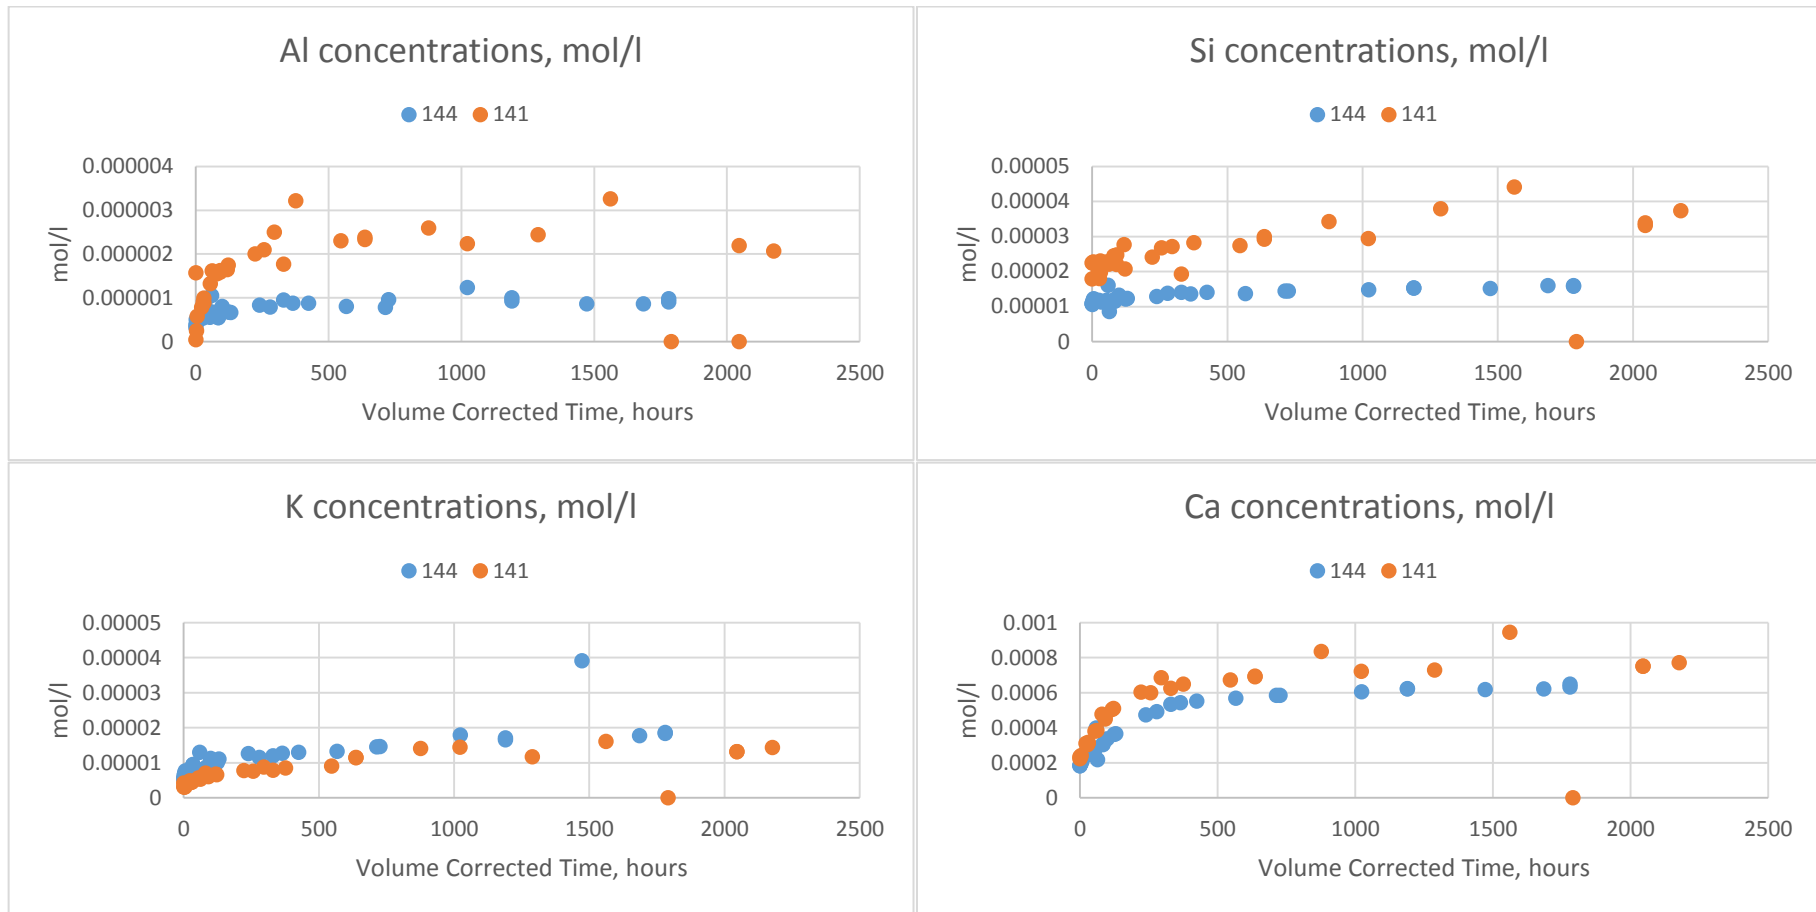 Al concentrations, mol/l
144 141
0.000004
0.000003
0.000002
0.000001
0
mol/l
0 500 1000 1500 2000 2500
Volume Corrected Time, hours
Si concentrations, mol/l
144 141
0.00005
0.00004
0.00003
0.00002
0.00001
0
mol/l
0 500 1000 1500 2000 2500
Volume Corrected Time, hours
K concentrations, mol/l
144 141
0.00005
0.00004
0.00003
0.00002
0.00001
0
mol/l
0 500 1000 1500 2000 2500
Volume Corrected Time, hours
Ca concentrations, mol/l
144 141
0.001
0.0008
0.0006
0.0004
0.0002
0
mol/l
0 500 1000 1500 2000 2500
Volume Corrected Time, hours